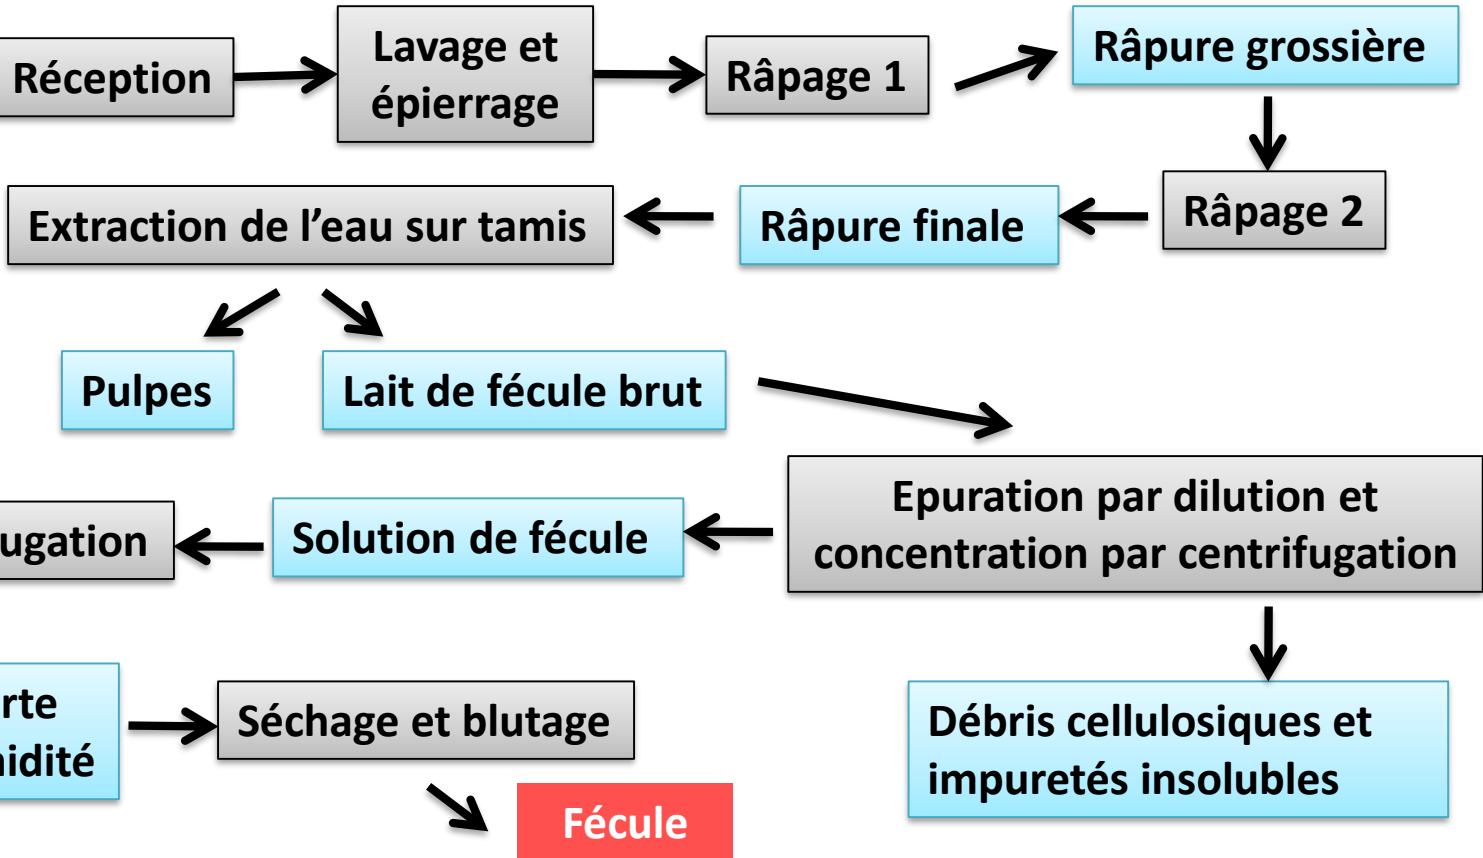 Réception
Lavage et
épierrage
Râpage 1
Râpure grossière
Extraction de l’eau sur tamis
Râpure finale
Râpage 2
Pulpes
Lait de fécule brut
ugation
Solution de fécule
Epuration par dilution et
concentration par centrifugation
rte
nidité
Séchage et blutage
Débris cellulosiques et
impuretés insolubles
Fécule